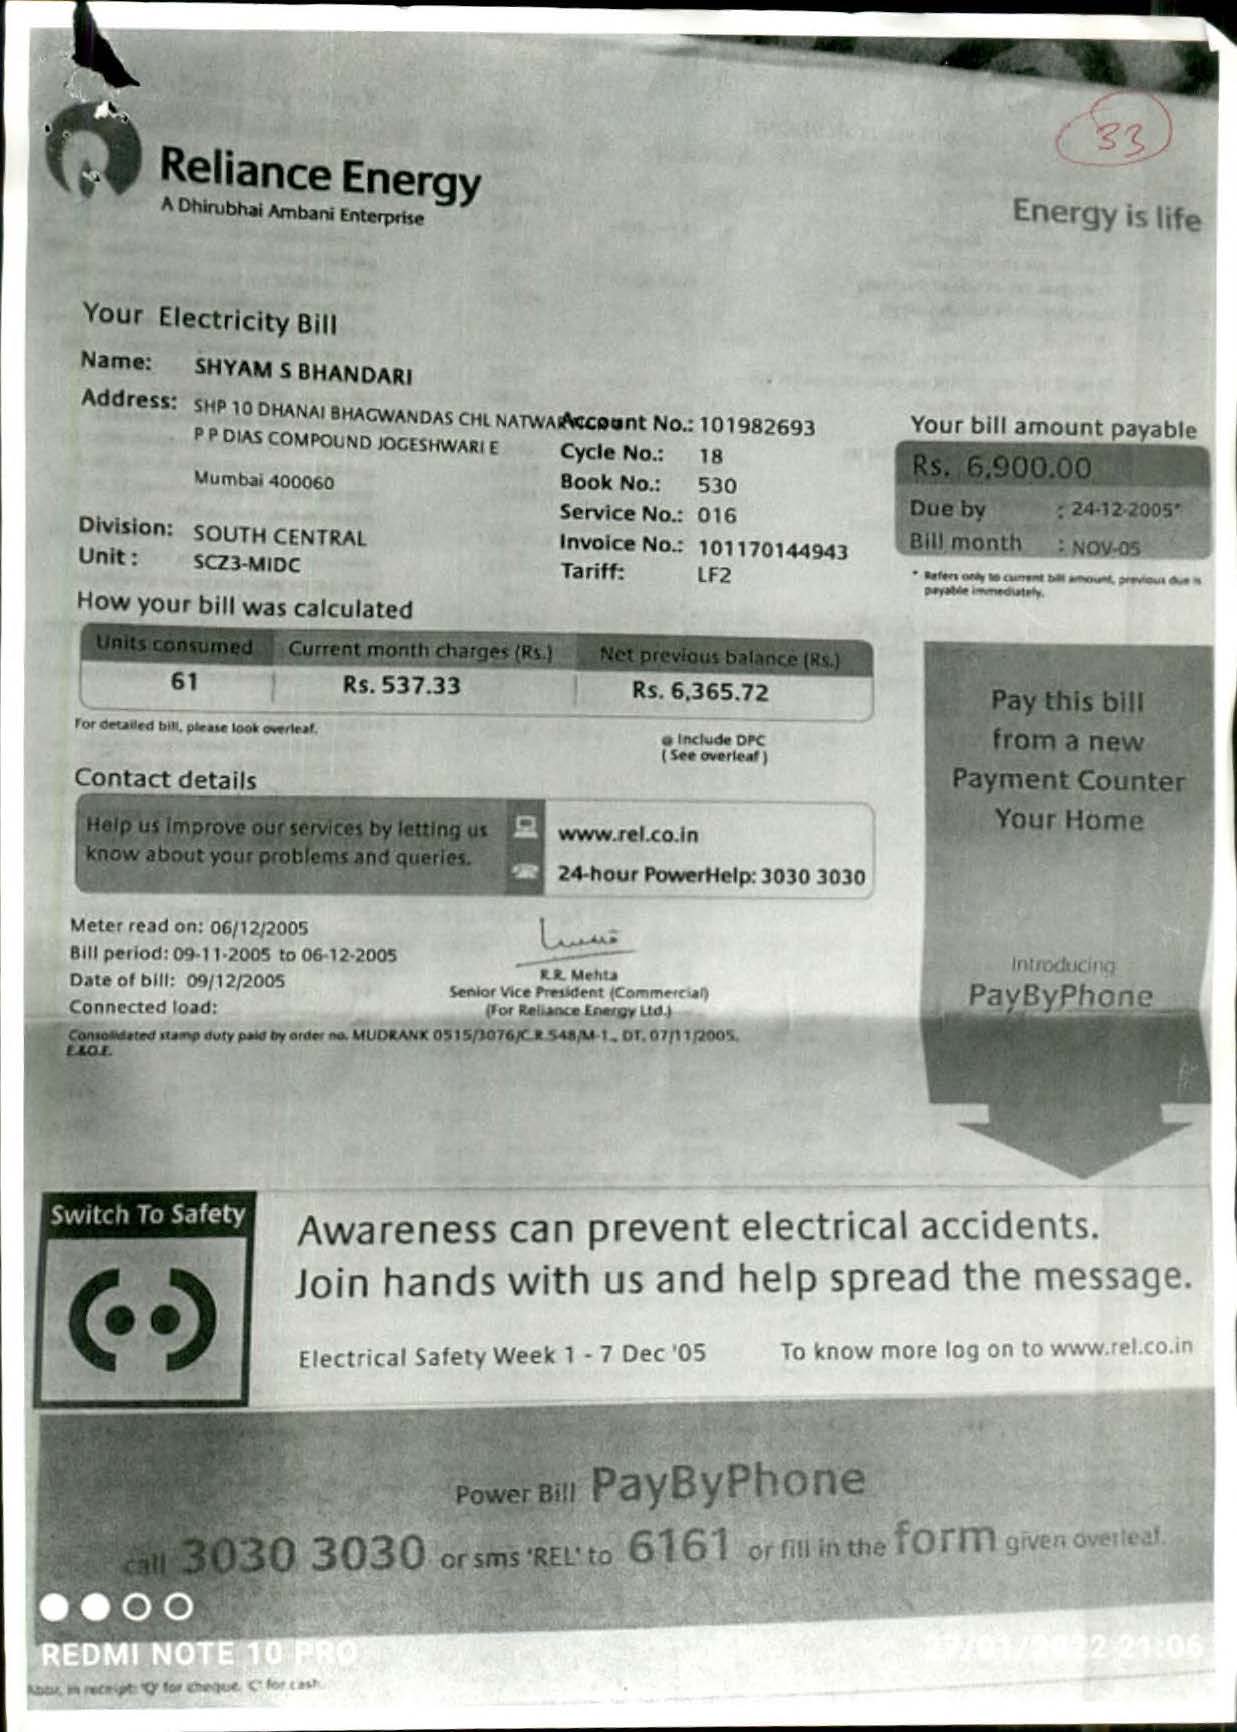 33
Reliance Energy
A Dhirubhai Ambani Enterprise
Energy is life
Your Electricity Bill
Name: SHYAM S BHANDARI
Address: SHP 10 DHANAI BHAGWANDAS CHL NATWAR
P P DIAS COMPOUND JOGESHWARI E
Mumbai 400060
Division: SOUTH CENTRAL
Unit : SCZ3-MIDC
Account No.: 101982693
Cycle No.: 18
Book No.: 530
Service No.: 016
Invoice No.: 101170144943
Tariff: LF2
Your bill amount payable
Rs. 6,900.00
Due by : 24-12-2005*
Bill month : NOV-05
* Refers only to current bill amount, previous due is
payable immediately.
How your bill was calculated
Units consumed Current month charges (Rs.) Net previous balance (Rs.)
61 Rs. 537.33 Rs. 6,365.72
For detailed bill, please look overleaf.
@ Include DPC
( See overleaf )
Contact details
Help us improve our services by letting us
know about your problems and queries.
www.rel.co.in
24-hour PowerHelp: 3030 3030
Pay this bill
from a new
Payment Counter
Your Home
Introducing
PayByPhone
Meter read on: 06/12/2005
Bill period: 09-11-2005 to 06-12-2005
Date of bill: 09/12/2005
Connected load:
R.R. Mehta
Senior Vice President (Commercial)
(For Reliance Energy Ltd.)
Consolidated stamp duty paid by order no. MUDRANK 0515/3076/C.R.548/M-1., DT. 07/11/2005.
E.&O.E.
Switch To Safety
Awareness can prevent electrical accidents.
Join hands with us and help spread the message.
Electrical Safety Week 1 - 7 Dec '05 To know more log on to www.rel.co.in
Power Bill PayByPhone
call 3030 3030 or sms 'REL' to 6161 or fill in the form given overleaf.
REDMI NOTE 10 PRO
21:06
in receipt: 'Q' for cheque, 'C' for cash.